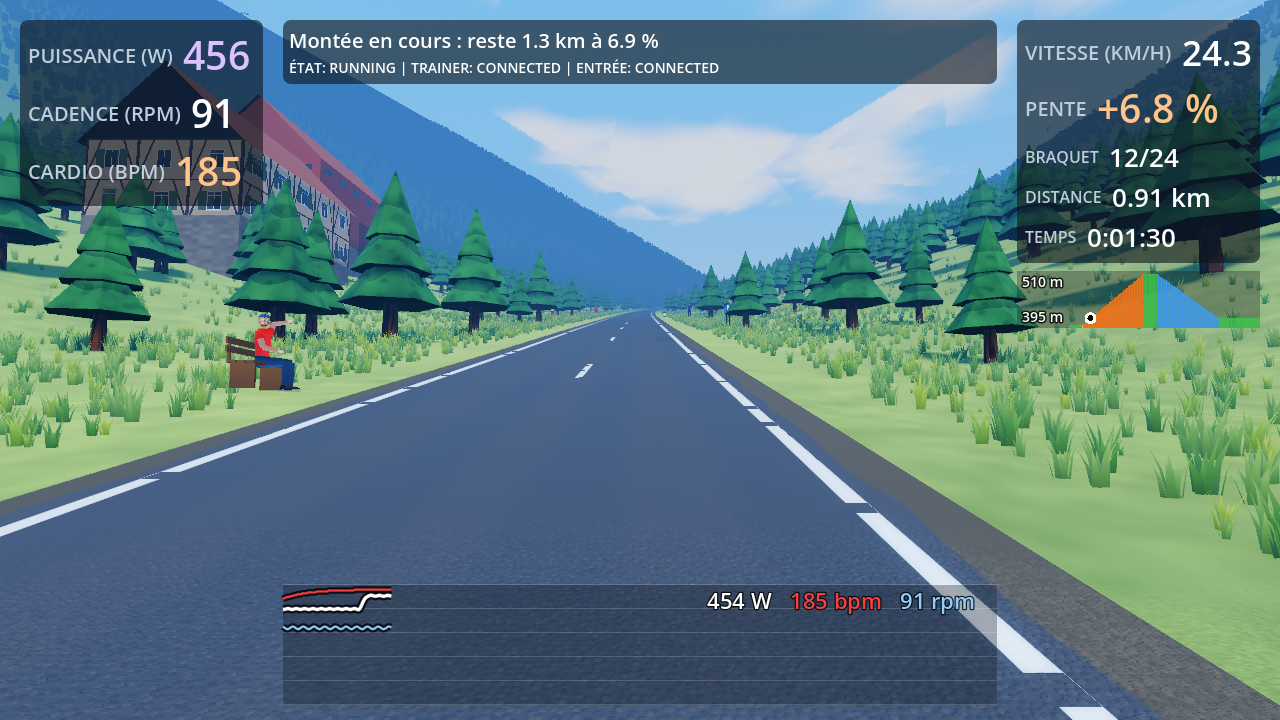 PUISSANCE (W) 456
CADENCE (RPM) 91
CARDIO (BPM) 185
Montée en cours : reste 1.3 km à 6.9 %
ÉTAT: RUNNING | TRAINER: CONNECTED | ENTRÉE: CONNECTED
VITESSE (KM/H) 24.3
PENTE +6.8 %
BRAQUET 12/24
DISTANCE 0.91 km
TEMPS 0:01:30
510 m
395 m
454 W 185 bpm 91 rpm